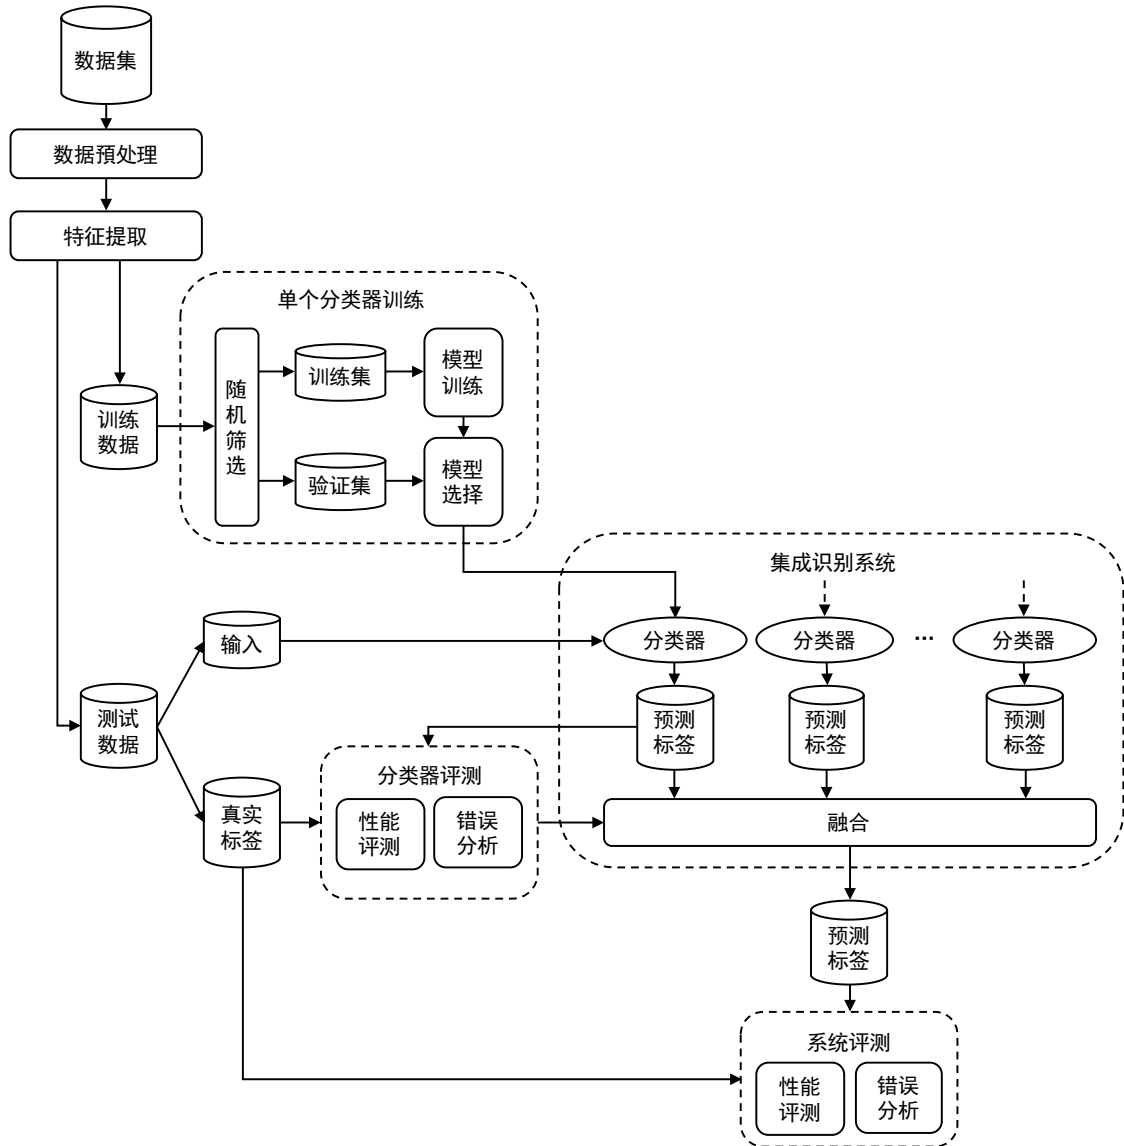 数据集
数据預处理
特征提取
单个分类器训练
随
机
筛
选
训练集
模型
训练
训练
数据
验证集
模型
选择
集成识别系统
输入
分类器
分类器
...
分类器
测试
数据
预测
标签
预测
标签
预测
标签
真实
标签
分类器评测
性能
评测
错误
分析
融合
预测
标签
系统评测
性能
评测
错误
分析